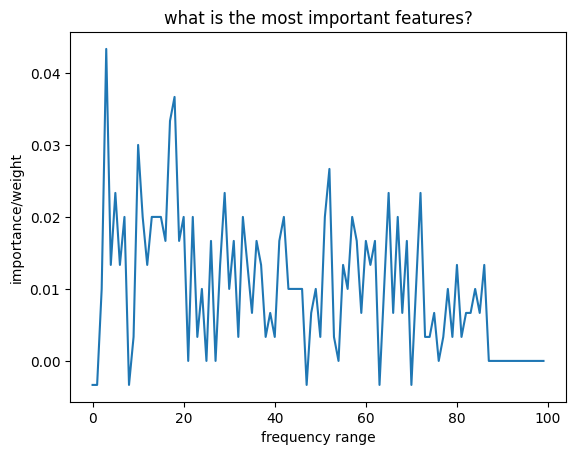 what is the most important features?
importance/weight
0.04
0.03
0.02
0.01
0.00
0 20 40 60 80 100
frequency range